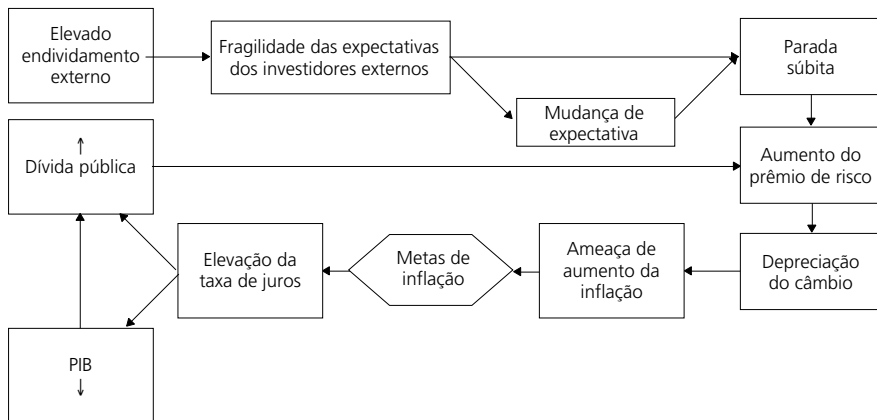 Elevado
endividamento
externo
Fragilidade das expectativas
dos investidores externos
Parada
súbita
Mudança de
expectativa
↑
Dívida pública
Aumento do
prêmio de risco
Elevação da
taxa de juros
Metas de
inflação
Ameaça de
aumento da
inflação
Depreciação
do câmbio
PIB
↓